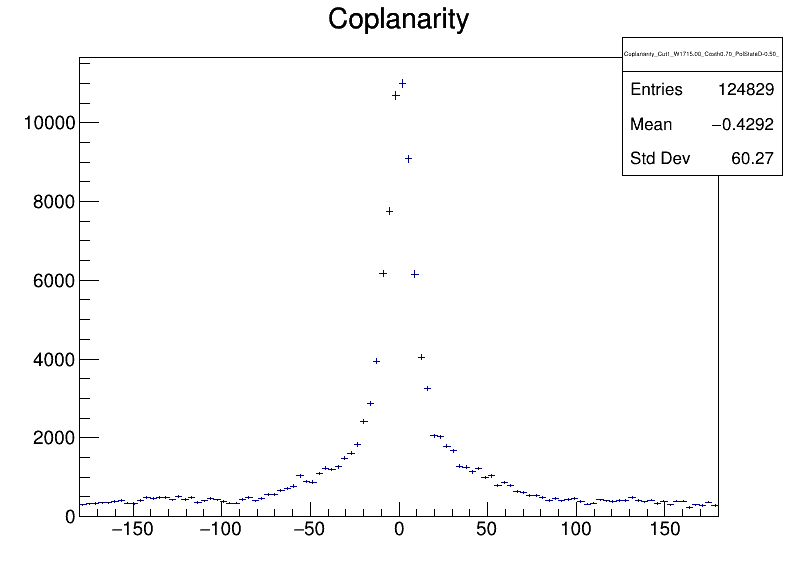 Coplanarity
Coplanarity_Cut1_W1715.00_Costh0.70_PolStateD-0.50_
Entries 124829
Mean −0.4292
Std Dev 60.27
10000
8000
6000
4000
2000
0
−150 −100 −50 0 50 100 150